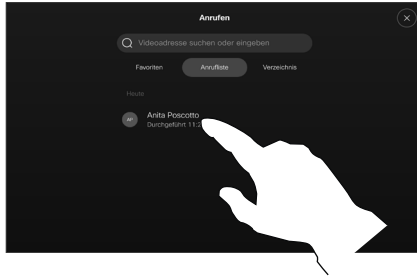 Anrufen
Videoadresse suchen oder eingeben
Favoriten
Anrufliste
Verzeichnis
Heute
AP
Anita Poscotto
Durchgeführt